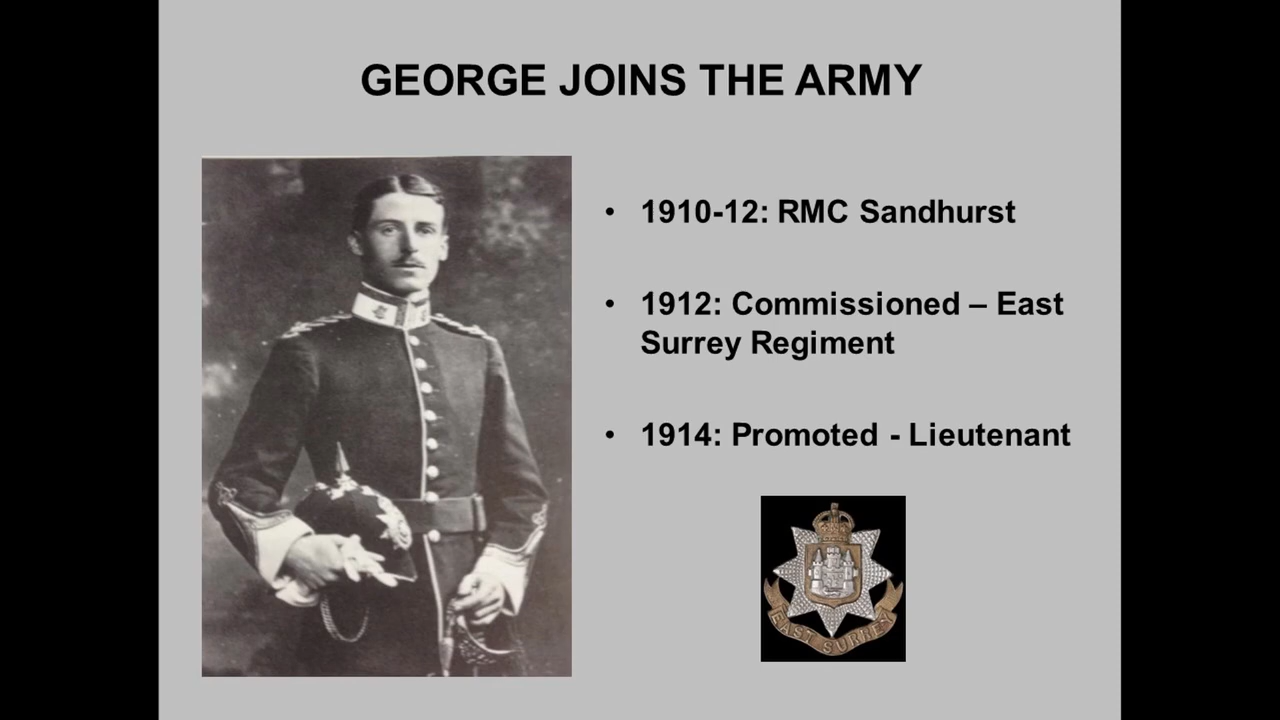 GEORGE JOINS THE ARMY
• 1910-12: RMC Sandhurst
• 1912: Commissioned – East
Surrey Regiment
• 1914: Promoted - Lieutenant
EAST SURREY